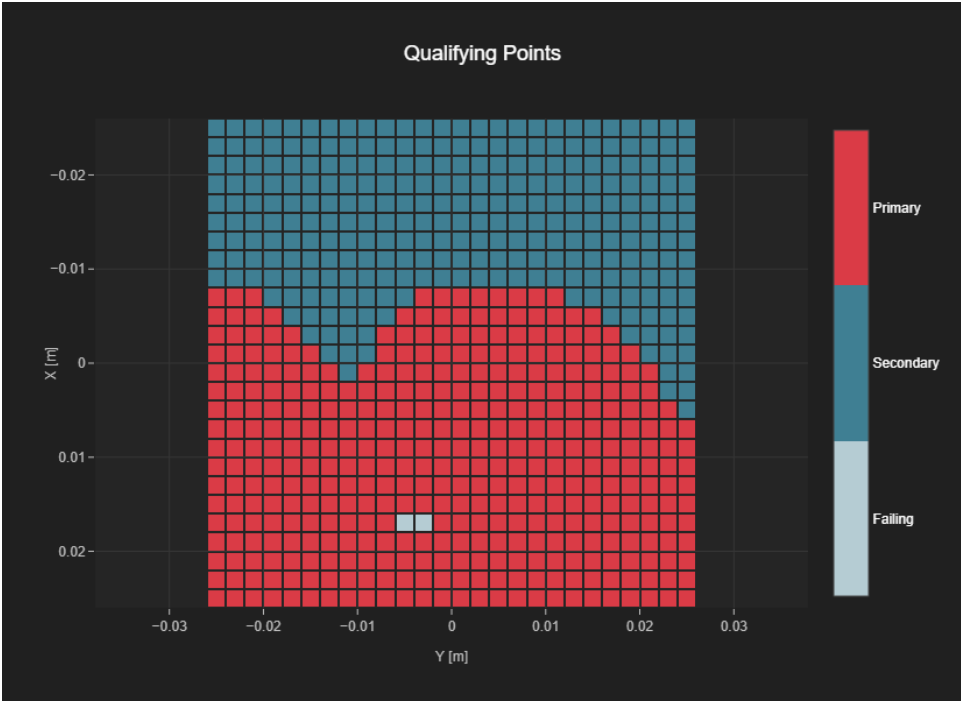 Qualifying Points
−0.02
−0.01
0
0.01
0.02
X [m]
−0.03
−0.02
−0.01
0
0.01
0.02
0.03
Y [m]
Primary
Secondary
Failing